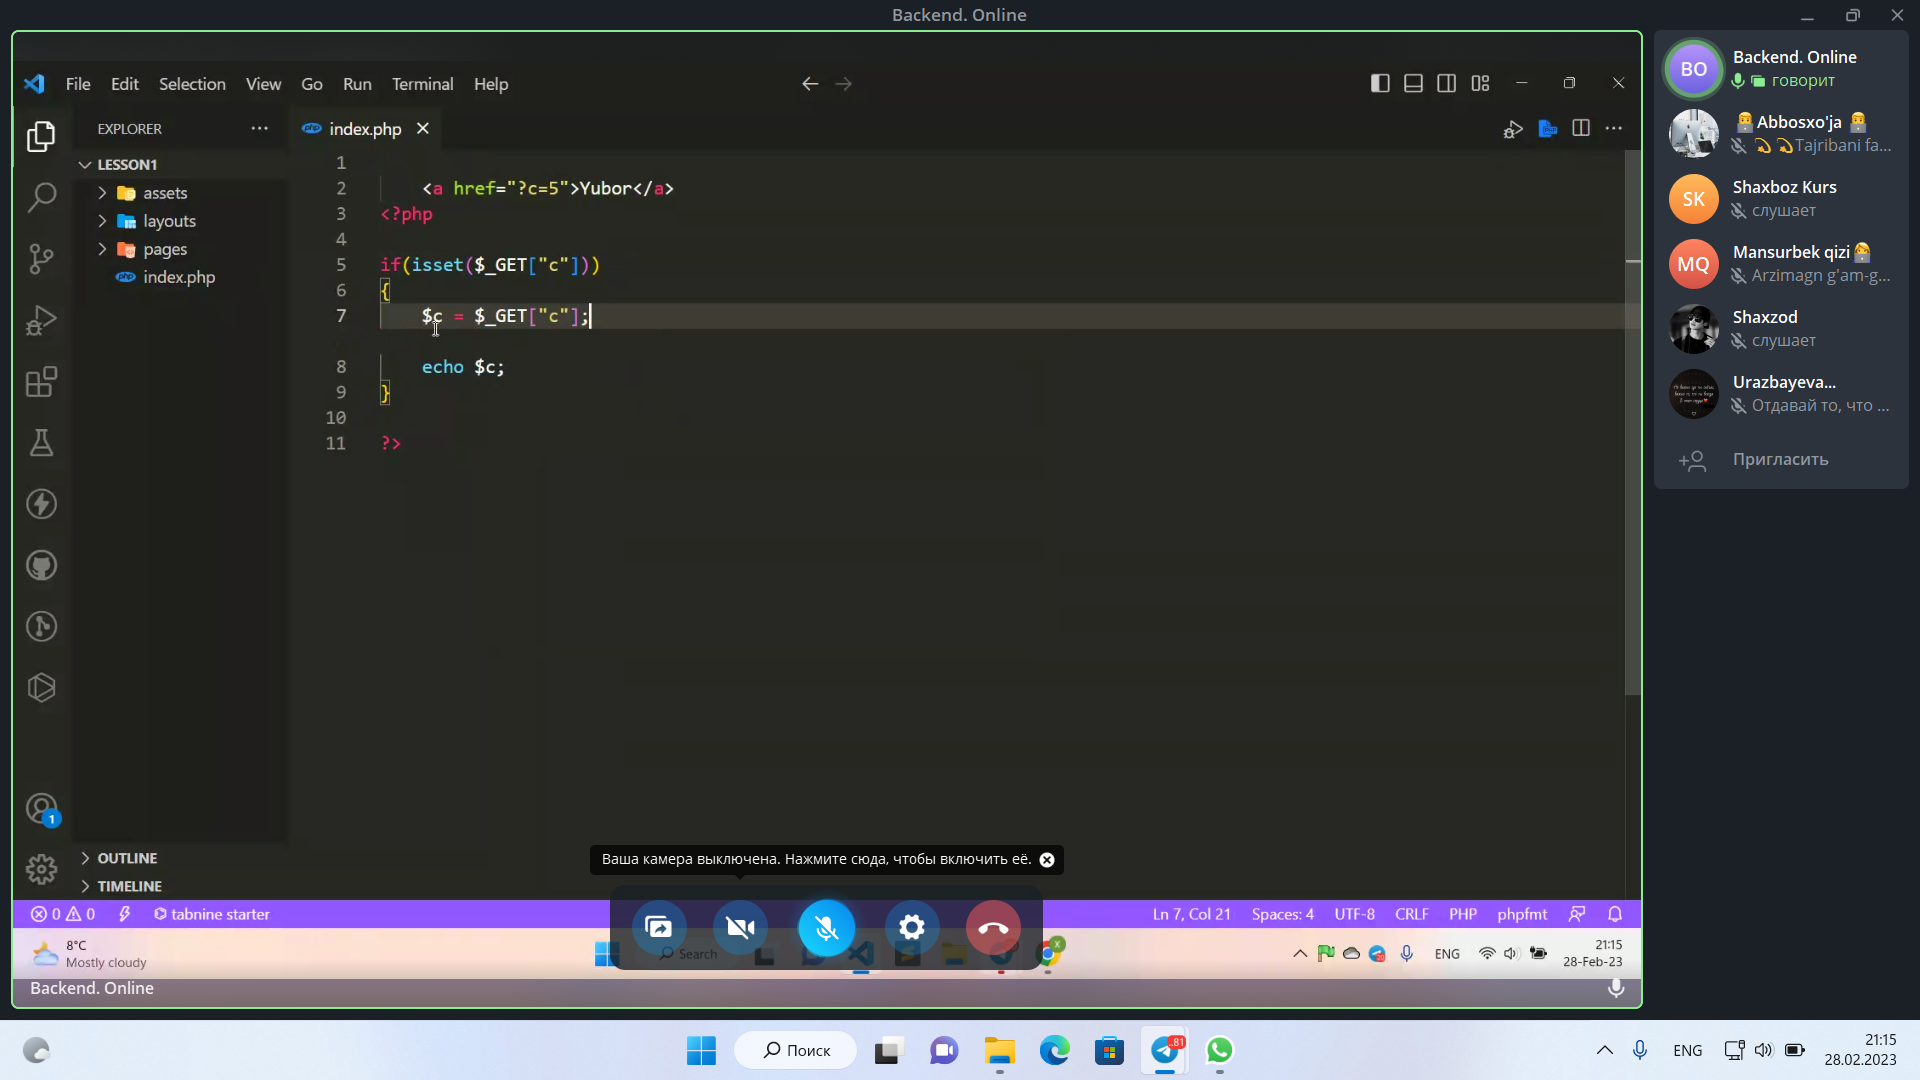 Backend. Online
File Edit Selection View Go Run Terminal Help
EXPLORER
index.php
LESSON1
assets
layouts
pages
index.php
1
2 <a href="?c=5">Yubor</a>
3 <?php
4
5 if(isset($_GET["c"]))
6 {
7 $c = $_GET["c"];
8 echo $c;
9 }
10
11 ?>
OUTLINE
TIMELINE
1
Ваша камера выключена. Нажмите сюда, чтобы включить её.
0 0 tabnine starter
Ln 7, Col 21 Spaces: 4 UTF-8 CRLF PHP phpfmt
8°C
Mostly cloudy
Search
X
ENG
21:15
28-Feb-23
Backend. Online
BO
Backend. Online
говорит
Abbosxo'ja
Tajribani fa...
SK
Shaxboz Kurs
слушает
MQ
Mansurbek qizi
Arzimagn g'am-g...
Shaxzod
слушает
Urazbayeva...
Отдавай то, что ...
Пригласить
Поиск
..81
ENG
21:15
28.02.2023